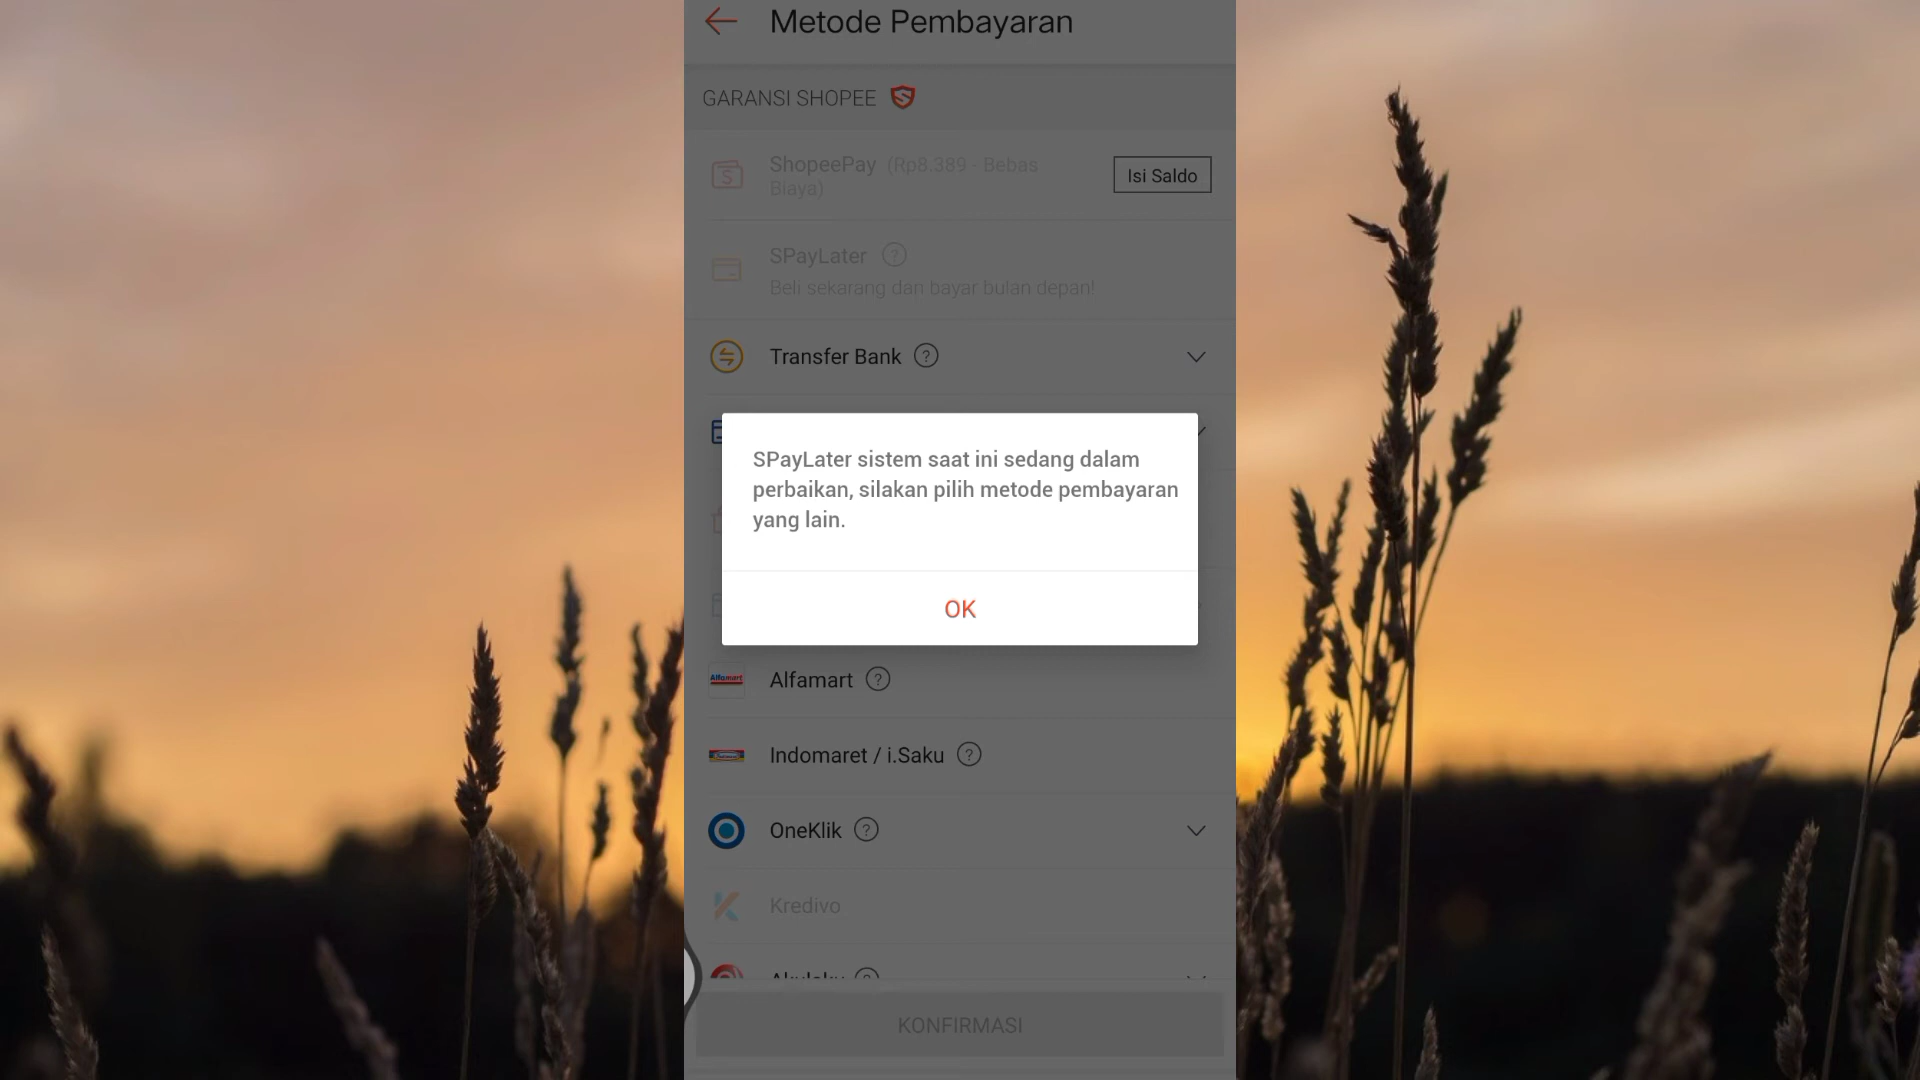 Metode Pembayaran
GARANSI SHOPEE
ShopeePay (Rp8.389 - Bebas
Biaya)
Isi Saldo
SPayLater ?
Beli sekarang dan bayar bulan depan!
Transfer Bank ?
SPayLater sistem saat ini sedang dalam
perbaikan, silakan pilih metode pembayaran
yang lain.
OK
Alfamart
Alfamart ?
Indomaret / i.Saku ?
OneKlik ?
Kredivo
Akulaku ?
KONFIRMASI